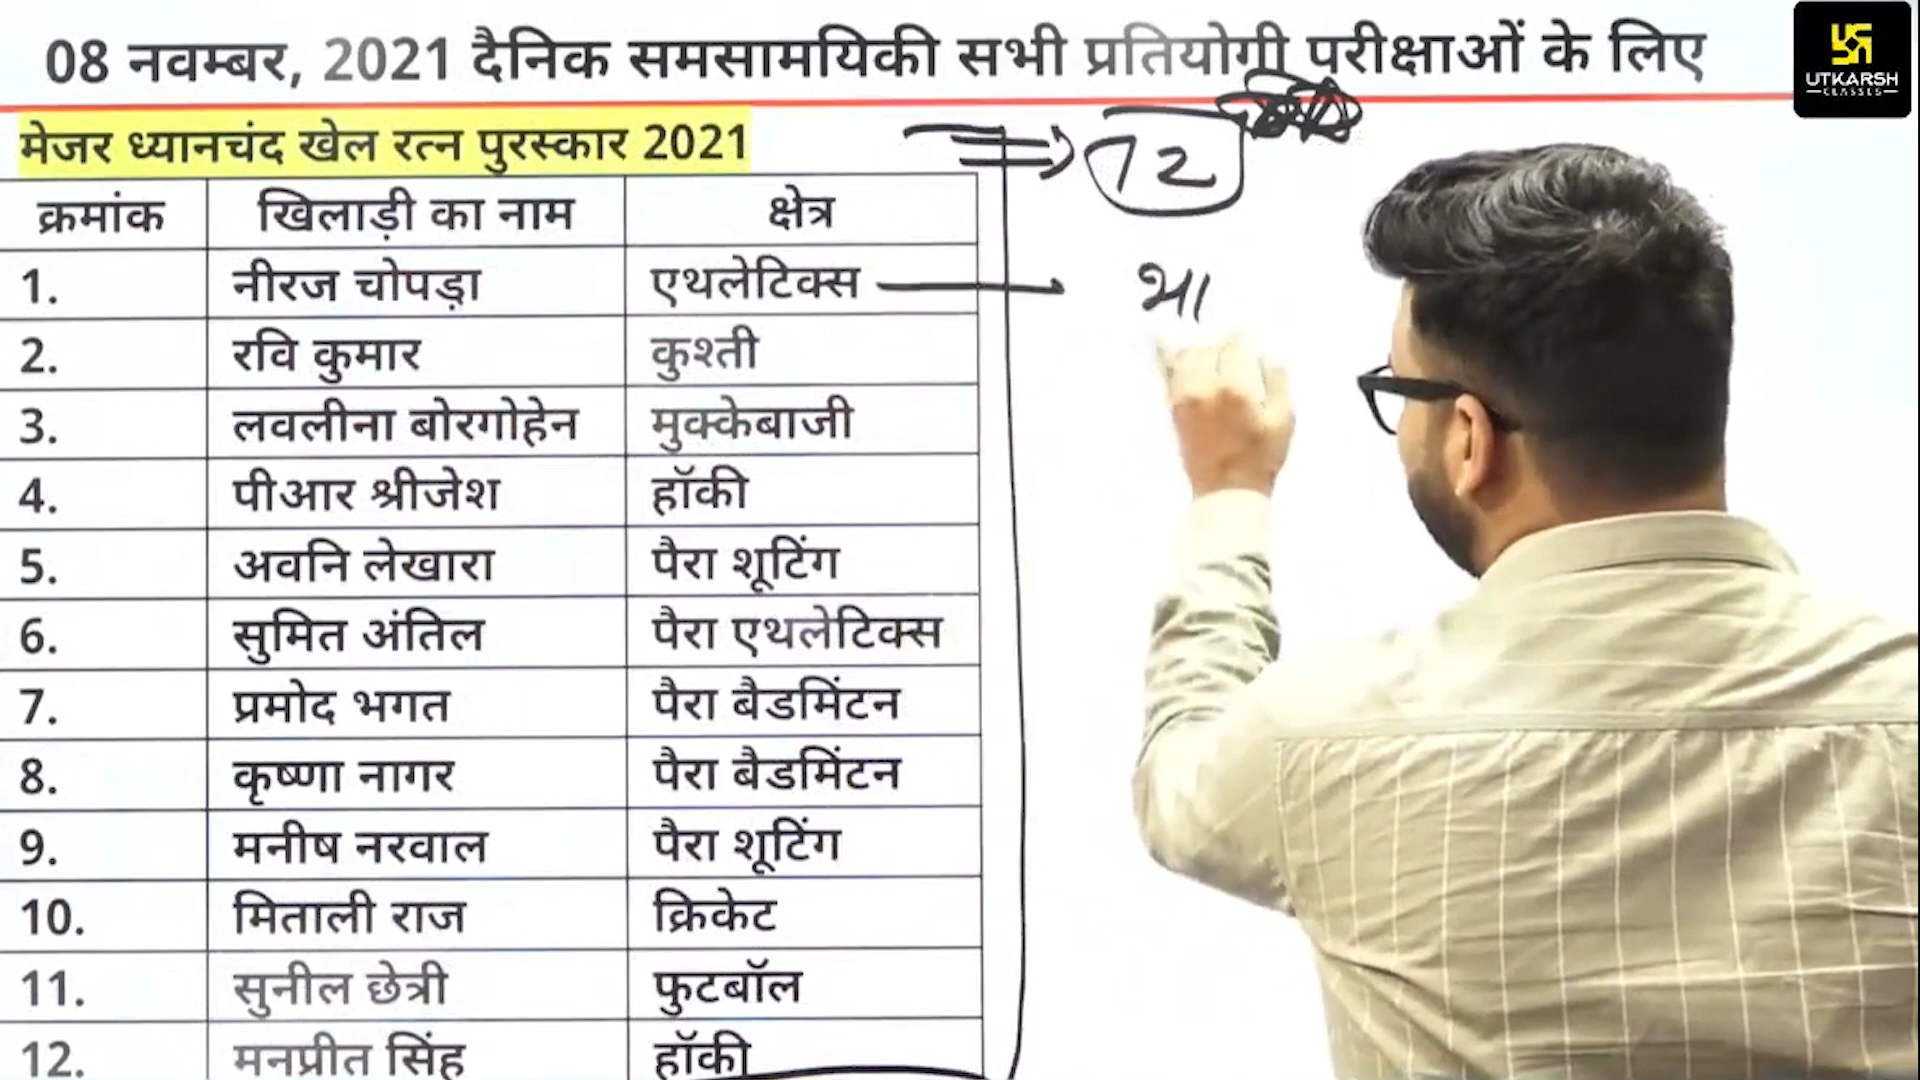 08 नवम्बर, 2021 दैनिक समसामयिकी सभी प्रतियोगी परीक्षाओं के लिए
UTKARSH
CLASSES
मेजर ध्यानचंद खेल रत्न पुरस्कार 2021
12
क्रमांक खिलाड़ी का नाम क्षेत्र
1. नीरज चोपड़ा एथलेटिक्स भा
2. रवि कुमार कुश्ती
3. लवलीना बोरगोहेन मुक्केबाजी
4. पीआर श्रीजेश हॉकी
5. अवनि लेखारा पैरा शूटिंग
6. सुमित अंतिल पैरा एथलेटिक्स
7. प्रमोद भगत पैरा बैडमिंटन
8. कृष्णा नागर पैरा बैडमिंटन
9. मनीष नरवाल पैरा शूटिंग
10. मिताली राज क्रिकेट
11. सुनील छेत्री फुटबॉल
12. मनप्रीत सिंह हॉकी